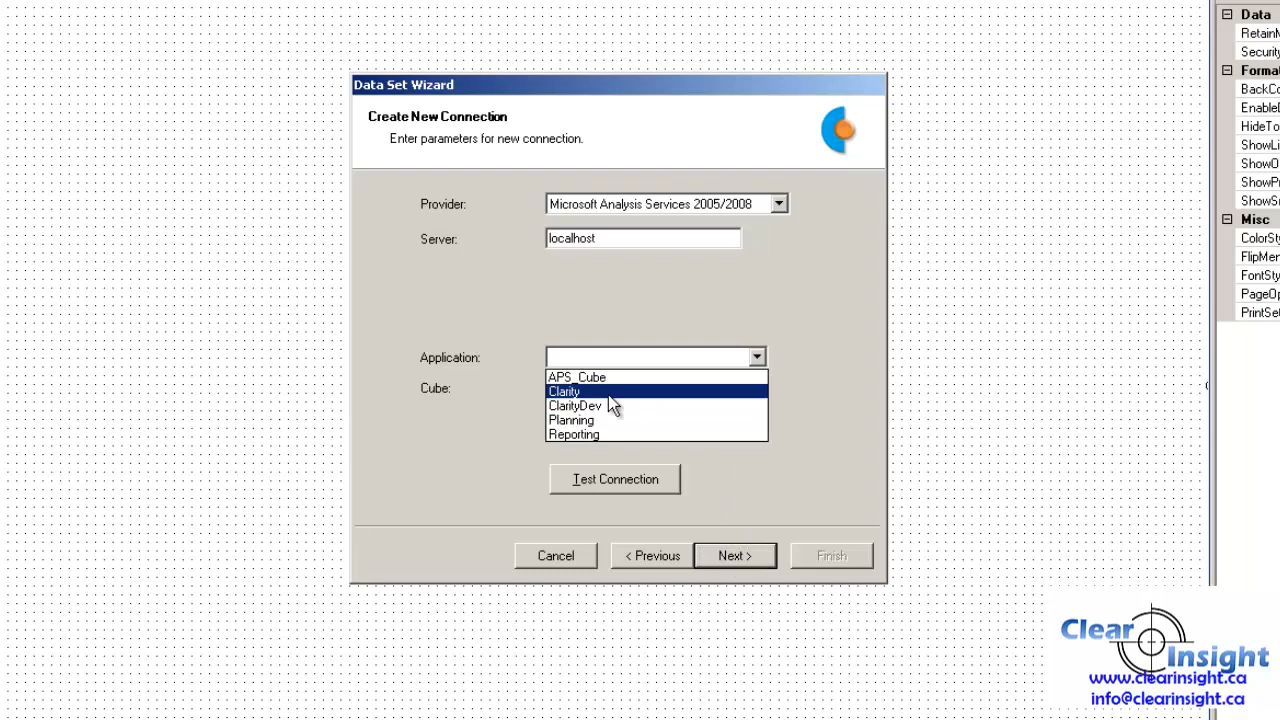 Data Set Wizard
Create New Connection
Enter parameters for new connection.
Provider: Microsoft Analysis Services 2005/2008
Server: localhost
Application:
APS_Cube
Cube: Clarity
ClarityDev
Planning
Reporting
Test Connection
Cancel < Previous Next > Finish
Data
Format
Misc
Clear
Insight
www.clearinsight.ca
info@clearinsight.ca